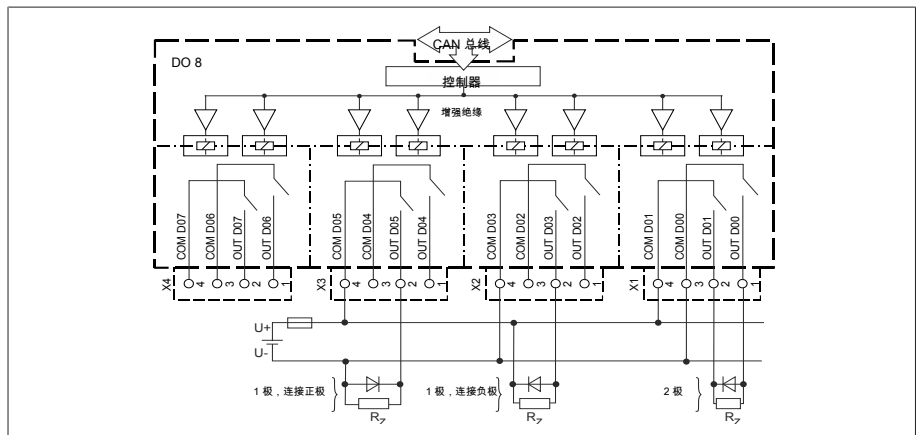 CAN 总线
DO 8
控制器
增强绝缘
COM D07
COM D06
OUT D07
OUT D06
COM D05
COM D04
OUT D05
OUT D04
COM D03
COM D02
OUT D03
OUT D02
COM D01
COM D00
OUT D01
OUT D00
X4
4
3
2
1
X3
4
3
2
1
X2
4
3
2
1
X1
4
3
2
1
U+
U-
1 极，连接正极
1 极，连接负极
2 极
RZ
RZ
RZ